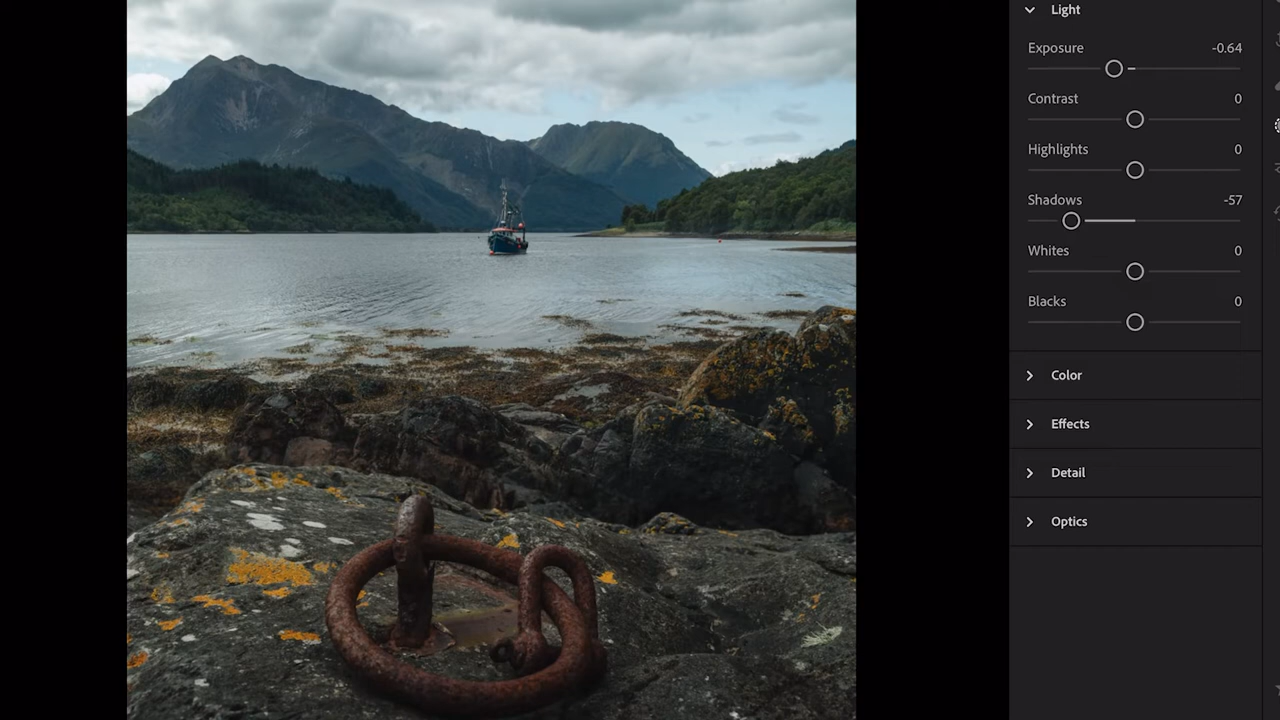 Light
Exposure -0.64
Contrast 0
Highlights 0
Shadows -57
Whites 0
Blacks 0
Color
Effects
Detail
Optics